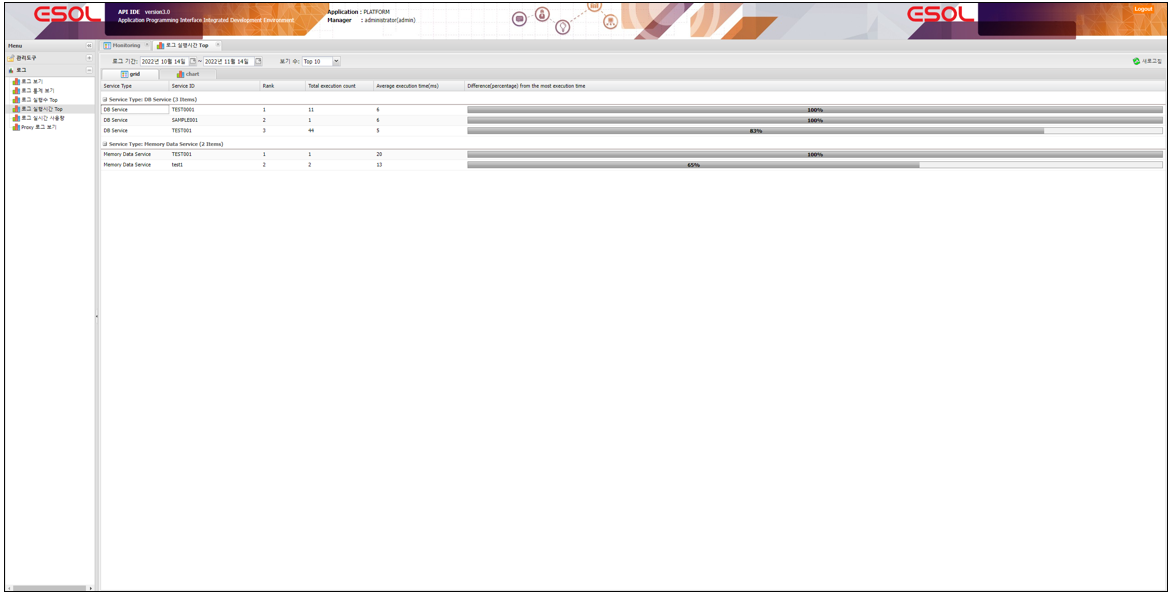 ESOL
API IDE version3.0
Application Programming Interface Integrated Development Environment
Application : PLATFORM
Manager : administrator(admin)
ESOL
Logout
Menu
관리도구
로그
로그 보기
로그 통계 보기
로그 실행수 Top
로그 실행시간 Top
로그 실시간 사용량
Proxy 로그 보기
Monitoring
로그 실행시간 Top
로그 기간: 2022년 10월 14일 ~ 2022년 11월 14일 보기 수: Top 10
새로고침
grid chart
Service Type Service ID Rank Total execution count Average execution time(ms) Difference(percentage) from the most execution time
Service Type: DB Service (3 Items)
DB Service TEST0001 1 11 6 100%
DB Service SAMPLE001 2 1 6 100%
DB Service TEST001 3 44 5 83%
Service Type: Memory Data Service (2 Items)
Memory Data Service TEST001 1 1 20 100%
Memory Data Service test1 2 2 13 65%